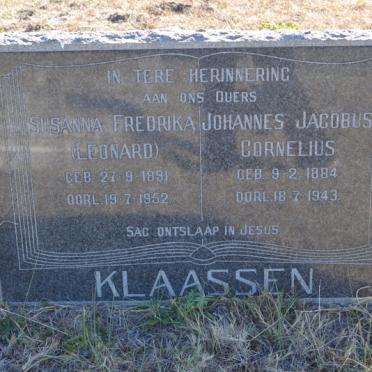 IN TERE HERINNERING
AAN ONS OUERS
SUSANNA FREDRIKA JOHANNES JACOBUS
(LEONARD) CORNELIUS
GEB. 27·9·1891 GEB. 9·2·1884
OORL. 19·7·1952 OORL. 18·7·1943.
SAG ONTSLAAP IN JESUS
KLAASSEN